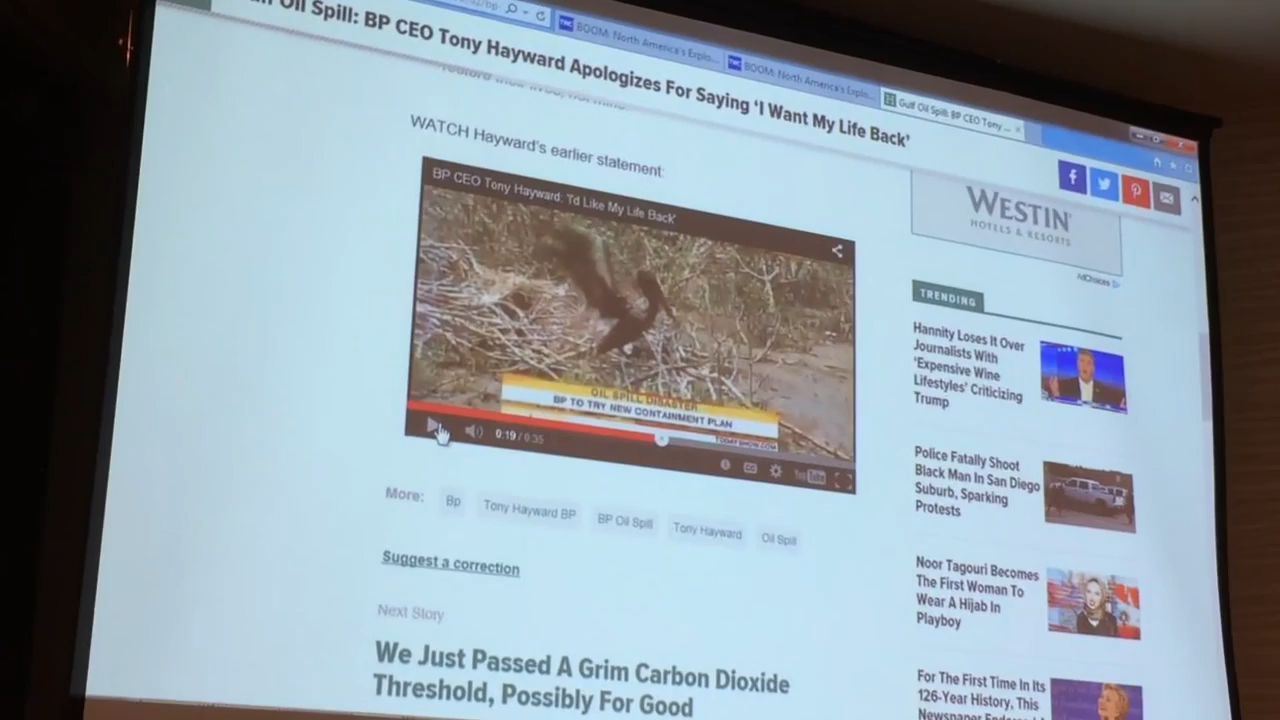 BOOM: North America's Explo...
BOOM: North America's Explo...
Gulf Oil Spill: BP CEO Tony ...
Oil Spill: BP CEO Tony Hayward Apologizes For Saying 'I Want My Life Back'
WATCH Hayward's earlier statement:
BP CEO Tony Hayward: 'I'd Like My Life Back'
OIL SPILL DISASTER
BP TO TRY NEW CONTAINMENT PLAN
TODAYSHOW.COM
0:19 / 0:35
CC
YouTube
More:
Bp
Tony Hayward BP
BP Oil Spill
Tony Hayward
Oil Spill
Suggest a correction
Next Story
We Just Passed A Grim Carbon Dioxide
Threshold, Possibly For Good
WESTIN
HOTELS & RESORTS
AdChoices
TRENDING
Hannity Loses It Over
Journalists With
'Expensive Wine
Lifestyles' Criticizing
Trump
Police Fatally Shoot
Black Man In San Diego
Suburb, Sparking
Protests
Noor Tagouri Becomes
The First Woman To
Wear A Hijab In
Playboy
For The First Time In Its
126-Year History, This
Newspaper